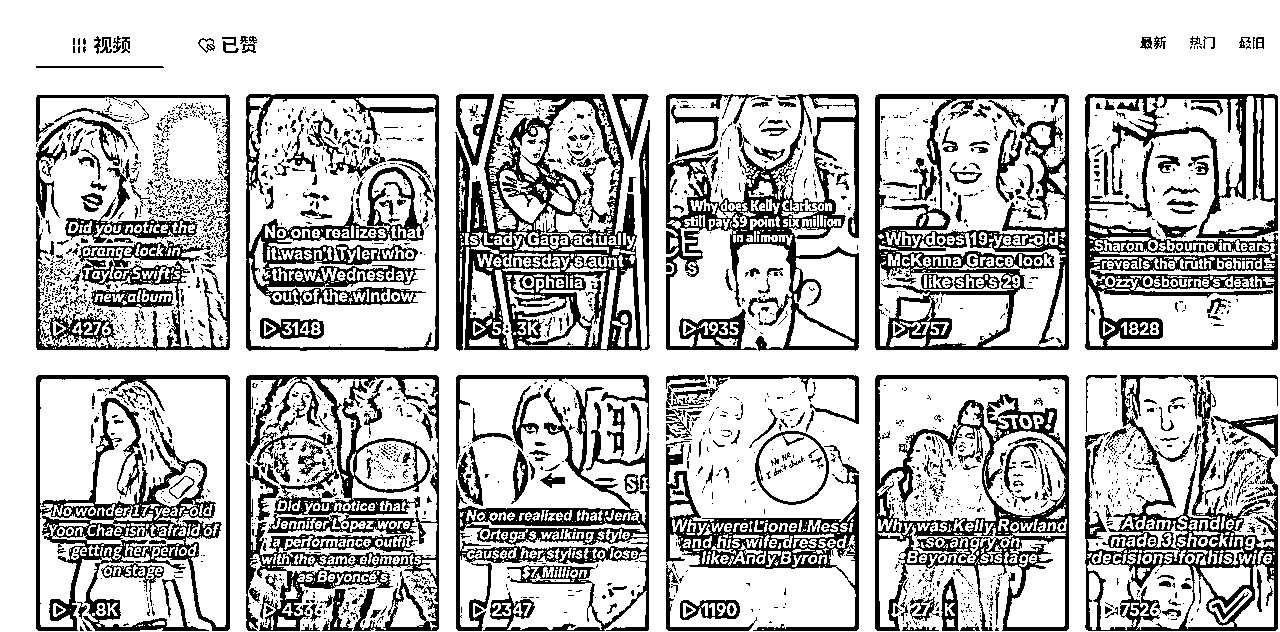 视频
已赞
最新
热门
最旧
Did you notice the
orange lock in
Taylor Swift's
new album
4276
No one realizes that
it wasn't Tyler who
threw Wednesday
out of the window
3148
Is Lady Gaga actually
Wednesday's aunt
Ophelia
Why does Kelly Clarkson
still pay $9 point six million
in alimony
1935
Why does 19-year-old
McKenna Grace look
like she's 29
2757
Sharon Osbourne in tears
reveals the truth behind
Ozzy Osbourne's death
1828
No wonder 17-year-old
Yoon Chae isn't afraid of
getting her period
on stage
72.8K
Did you notice that
Jennifer Lopez wore
a performance outfit
with the same elements
as Beyoncé's
No one realized that Jena
Ortega's walking style
caused her stylist to lose
$7 Million
2347
Why were Lionel Messi
and his wife dressed
like Andy Byron
1190
STOP!
Why was Kelly Rowland
so angry on
Beyoncé's stage
27.4K
Adam Sandler
made 3 shocking
decisions for his wife
7526